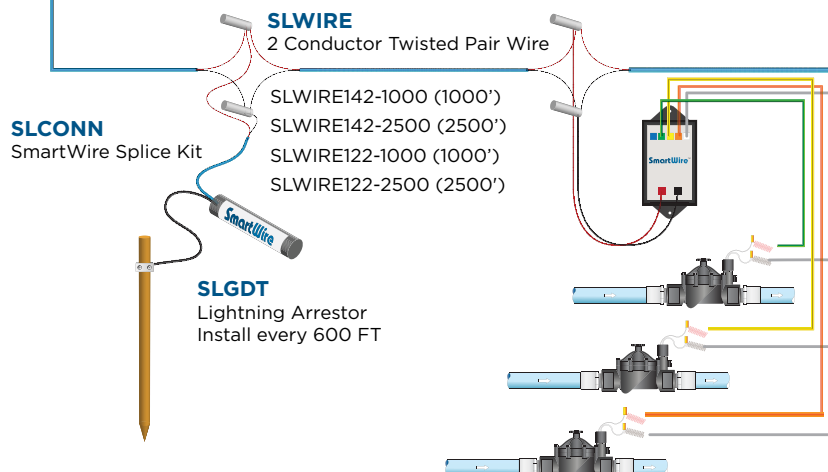 SLWIRE
2 Conductor Twisted Pair Wire
SLWIRE142-1000 (1000')
SLWIRE142-2500 (2500')
SLWIRE122-1000 (1000')
SLWIRE122-2500 (2500')
SLCONN
SmartWire Splice Kit
SmartWire™
SmartWire
SLGDT
Lightning Arrestor
Install every 600 FT